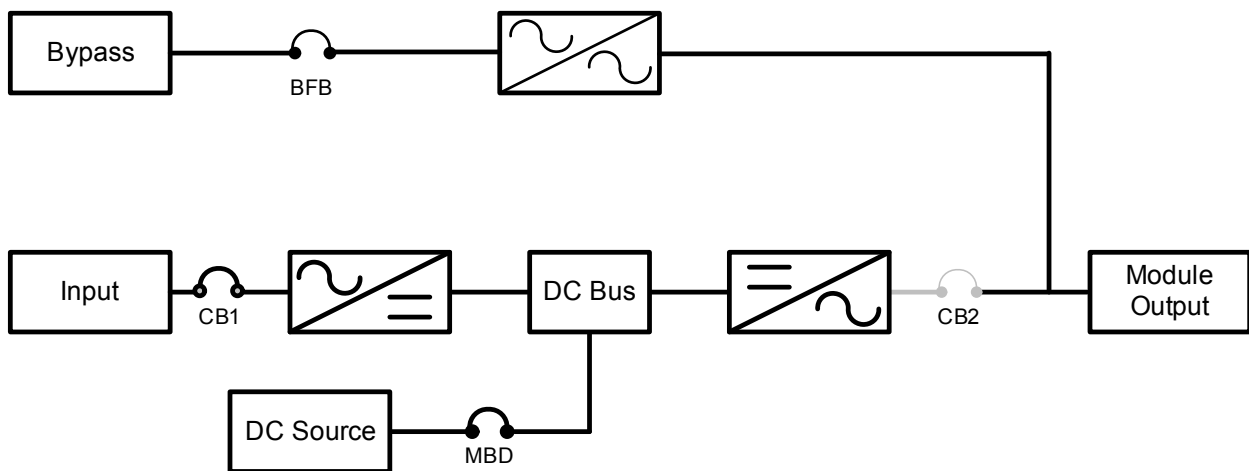 Bypass
BFB
Input
CB1
DC Bus
CB2
Module
Output
DC Source
MBD